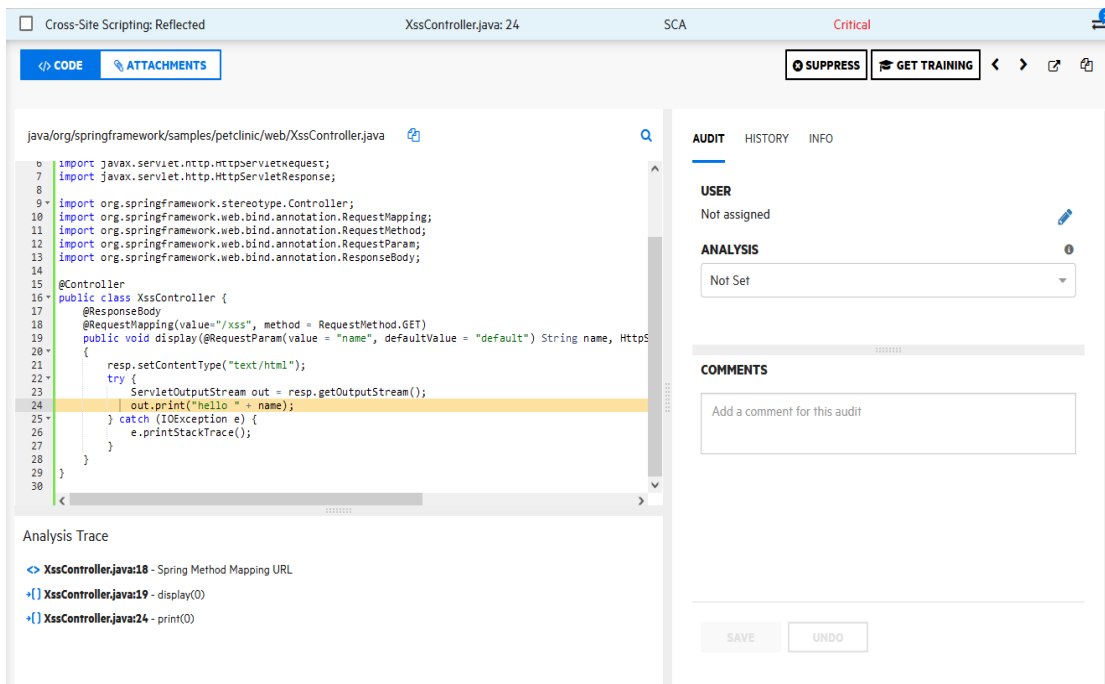 Cross-Site Scripting: Reflected XssController.java: 24 SCA Critical
</> CODE ATTACHMENTS SUPPRESS GET TRAINING
java/org/springframework/samples/petclinic/web/XssController.java
6 import javax.servlet.http.HttpServletRequest;
7 import javax.servlet.http.HttpServletResponse;
8
9 import org.springframework.stereotype.Controller;
10 import org.springframework.web.bind.annotation.RequestMapping;
11 import org.springframework.web.bind.annotation.RequestMethod;
12 import org.springframework.web.bind.annotation.RequestParam;
13 import org.springframework.web.bind.annotation.ResponseBody;
14
15 @Controller
16 public class XssController {
17 @ResponseBody
18 @RequestMapping(value="/xss", method = RequestMethod.GET)
19 public void display(@RequestParam(value = "name", defaultValue = "default") String name, HttpS
20 {
21 resp.setContentType("text/html");
22 try {
23 ServletOutputStream out = resp.getOutputStream();
24 out.print("hello " + name);
25 } catch (IOException e) {
26 e.printStackTrace();
27 }
28 }
29 }
30
Analysis Trace
<> XssController.java:18 - Spring Method Mapping URL
XssController.java:19 - display(0)
XssController.java:24 - print(0)
AUDIT HISTORY INFO
USER
Not assigned
ANALYSIS
Not Set
COMMENTS
Add a comment for this audit
SAVE UNDO